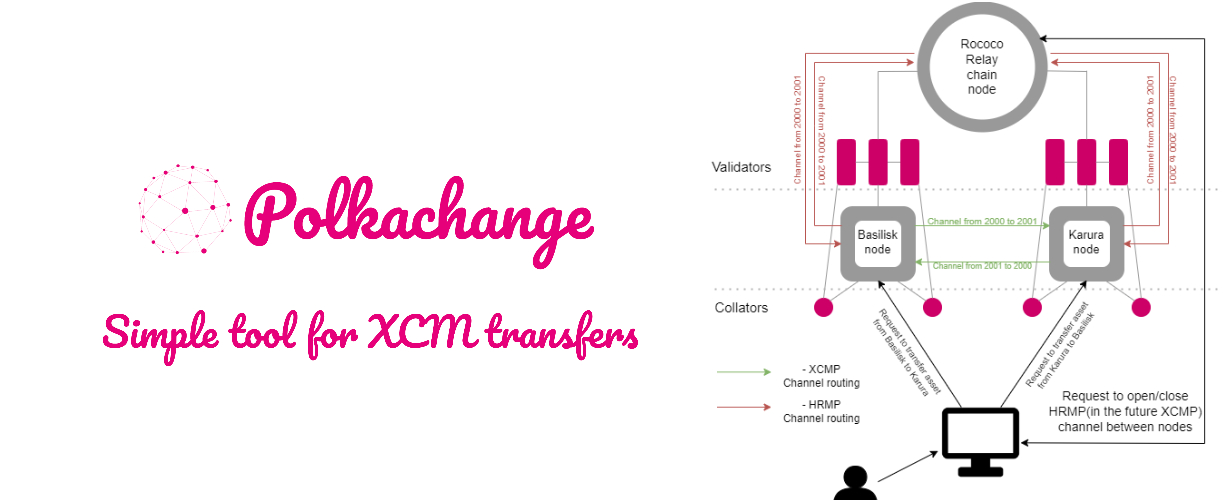 Polkachange
Simple tool for XCM transfers
Rococo
Relay
chain
node
Channel from 2000 to 2001
Channel from 2000 to 2001
Channel from 2000 to 2001
Channel from 2000 to 2001
Validators
Basilisk
node
Channel from 2000 to 2001
Channel from 2001 to 2000
Karura
node
Collators
Request to transfer asset
from Basilisk to Karura
Request to transfer asset
from Karura to Basilisk
- XCMP
Channel routing
- HRMP
Channel routing
Request to open/close
HRMP(in the future XCMP)
channel between nodes